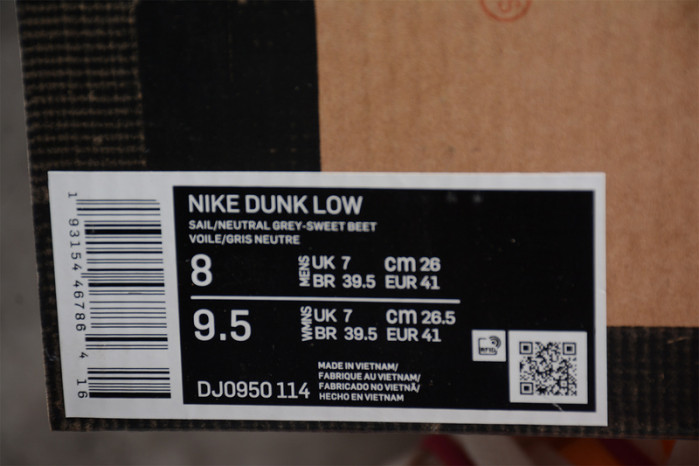 NIKE DUNK LOW
SAIL/NEUTRAL GREY-SWEET BEET
VOILE/GRIS NEUTRE
8 MENS UK 7 cm 26
BR 39.5 EUR 41
9.5 WMNS UK 7 cm 26.5
BR 39.5 EUR 41
RFID
MADE IN VIETNAM/
FABRIQUE AU VIETNAM/
FABRICADO NO VIETNÃ/
HECHO EN VIETNAM
DJ0950 114
1 93154 46786 4 16